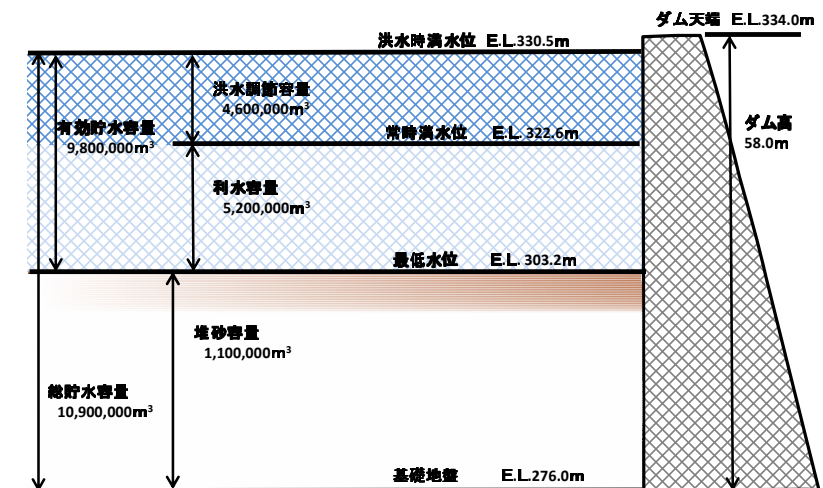 ダム天端 E.L.334.0m
洪水時満水位 E.L.330.5m
洪水調節容量
4,600,000m³
ダム高
58.0m
有効貯水容量
9,800,000m³
常時満水位 E.L.322.6m
利水容量
5,200,000m³
最低水位 E.L.303.2m
堆砂容量
1,100,000m³
総貯水容量
10,900,000m³
基礎地盤 E.L.276.0m